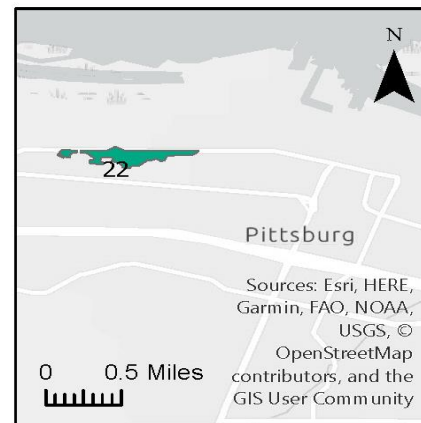 N
22
Pittsburg
Sources: Esri, HERE,
Garmin, FAO, NOAA,
USGS, ©
OpenStreetMap
contributors, and the
GIS User Community
0 0.5 Miles